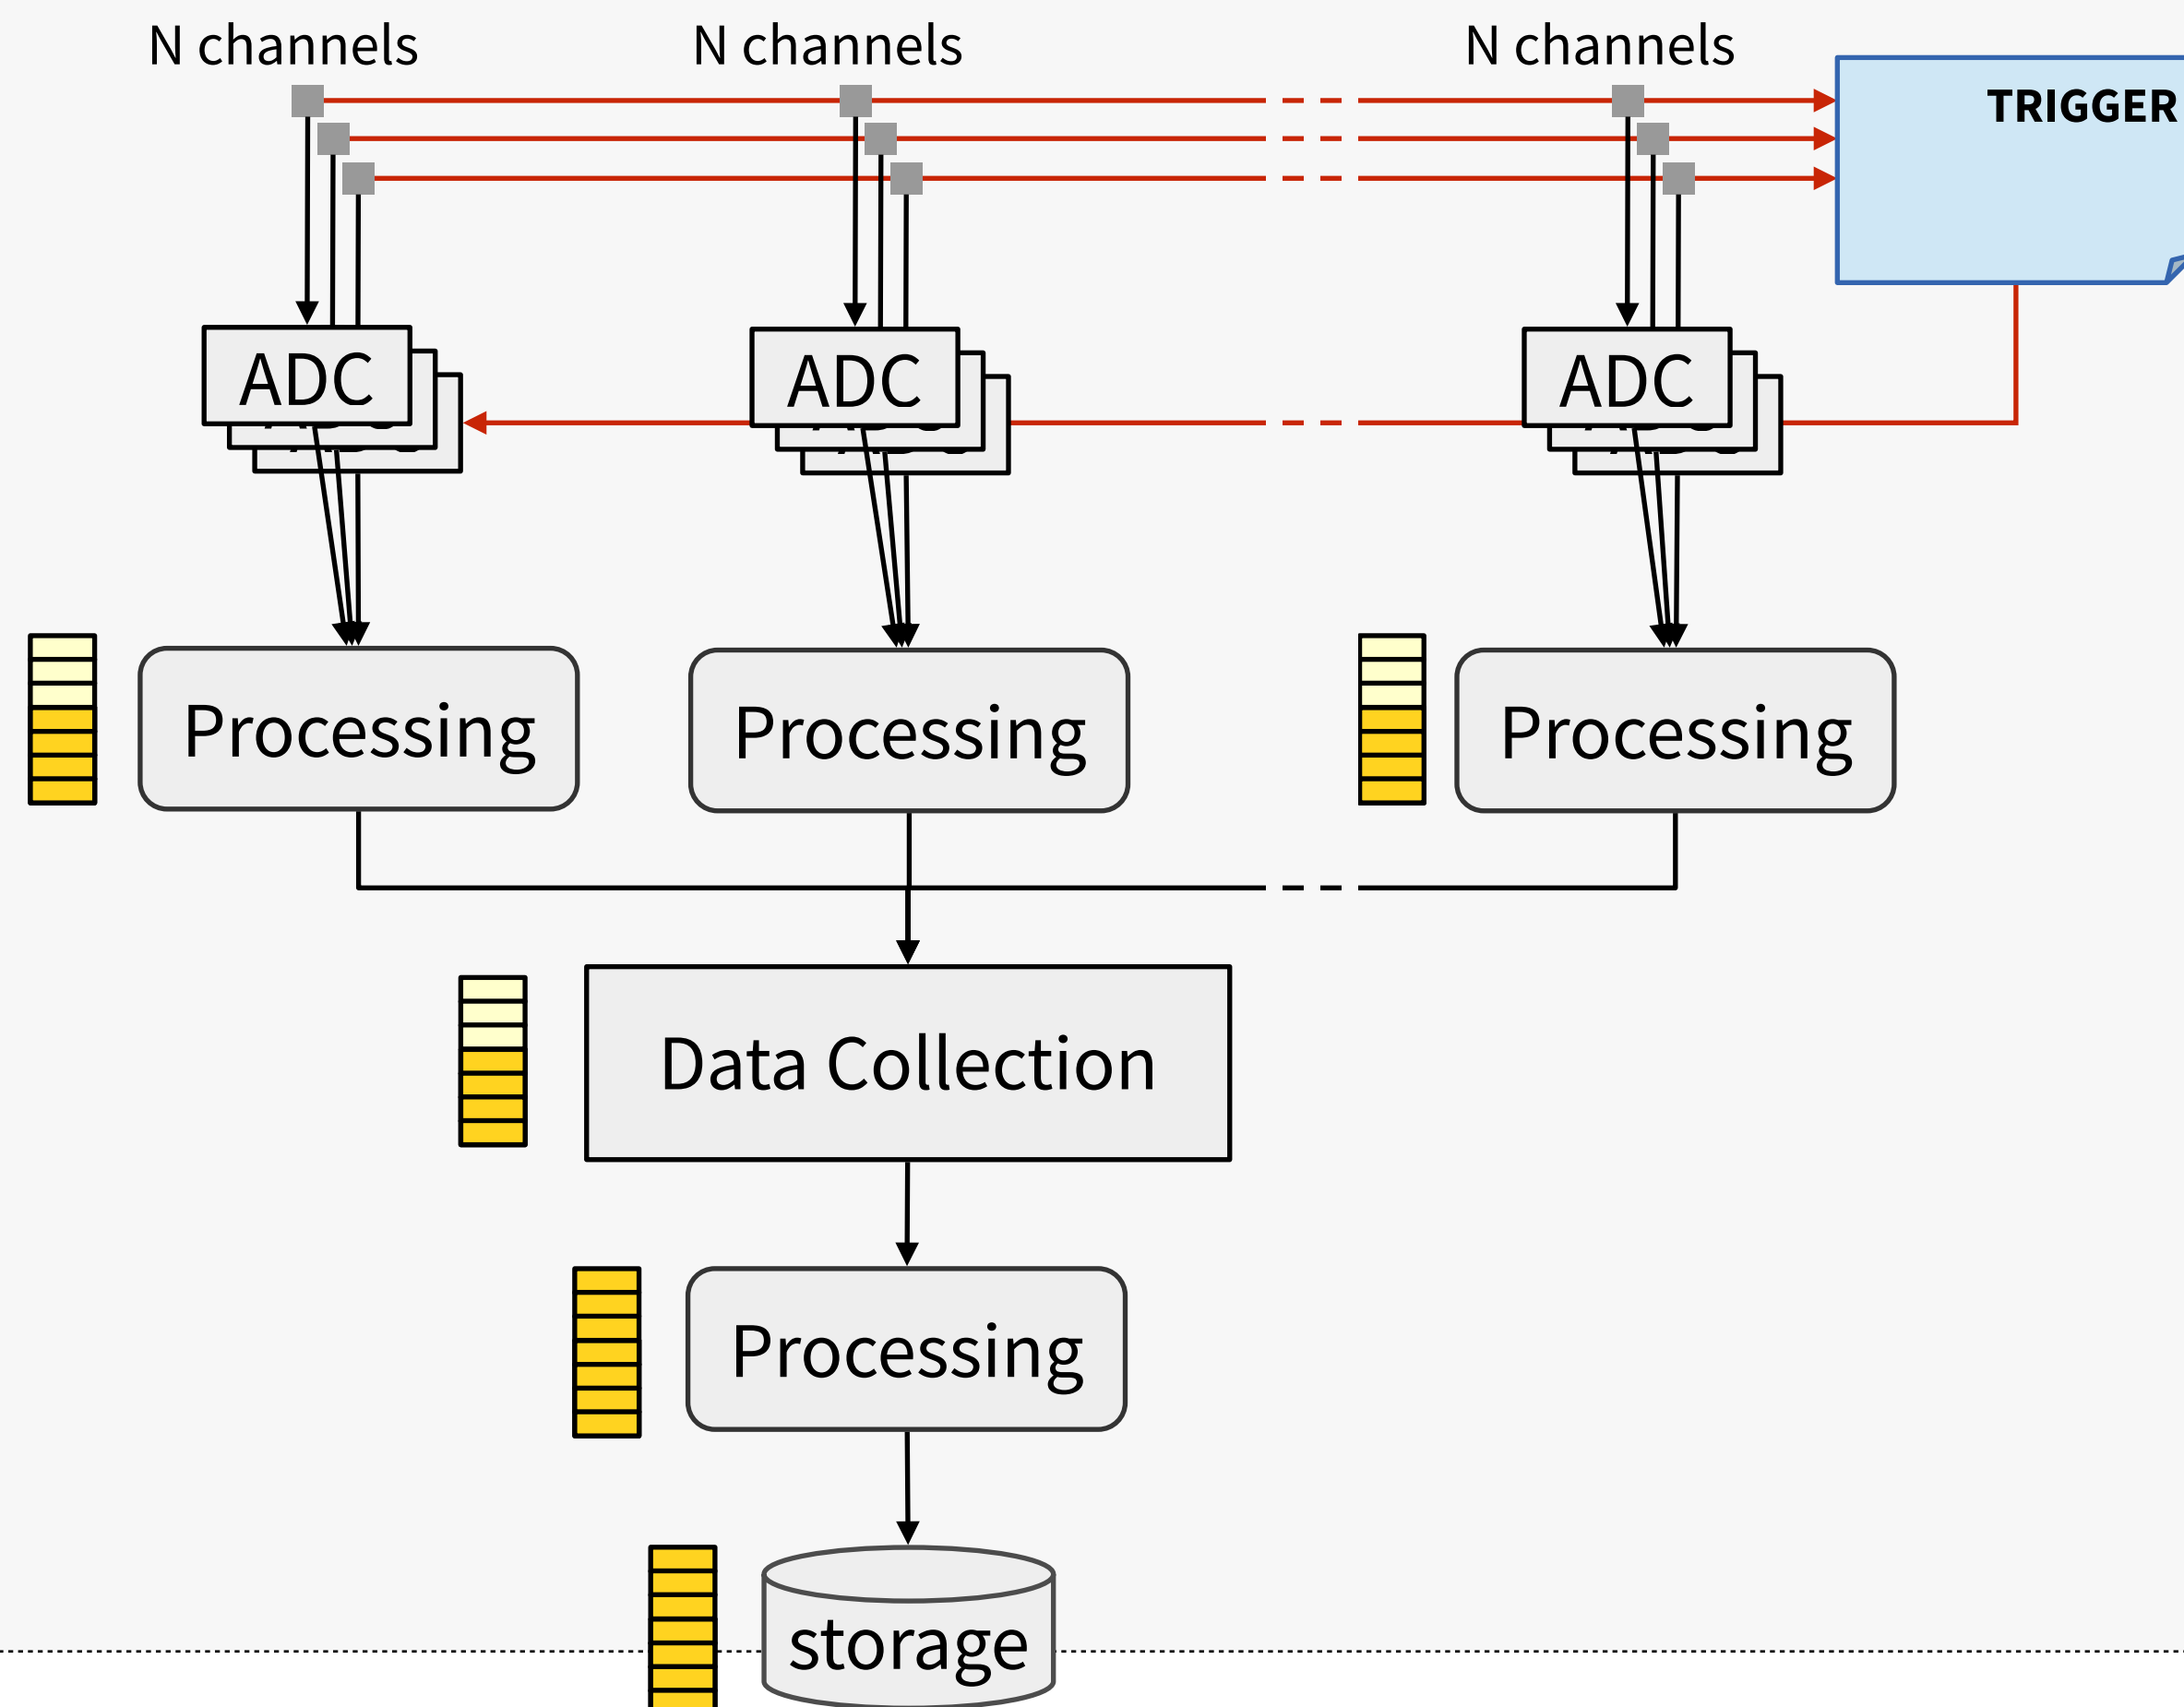 N channels N channels N channels
TRIGGER
ADC ADC ADC
Processing Processing Processing
Data Collection
Processing
storage